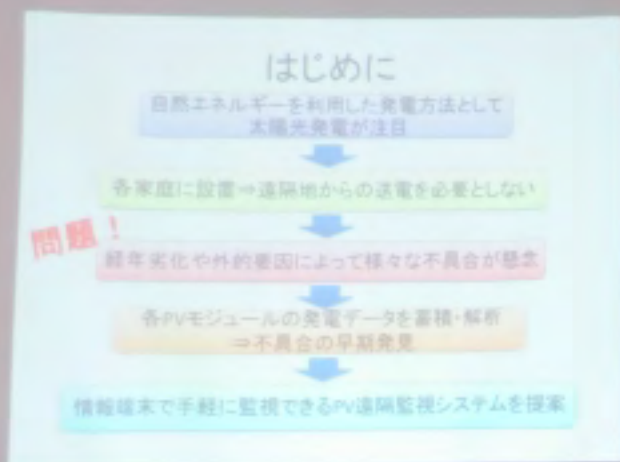 はじめに
自然エネルギーを利用した発電方法として
太陽光発電が注目
各家庭に設置⇒遠隔地からの送電を必要としない
問題！
経年劣化や外的要因によって様々な不具合が懸念
各PVモジュールの発電データを蓄積・解析
⇒不具合の早期発見
情報端末で手軽に監視できるPV遠隔監視システムを提案